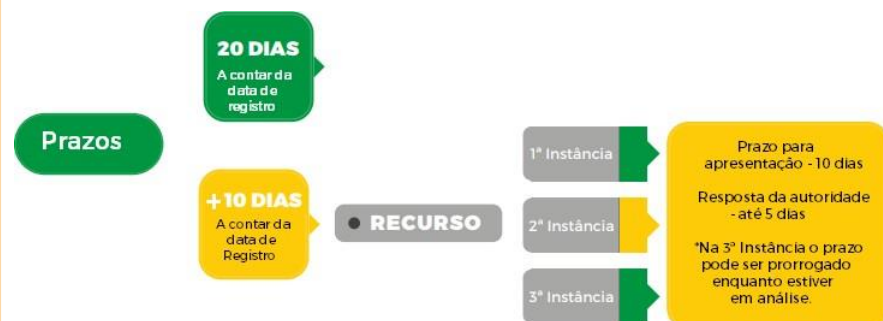 Prazos
20 DIAS
A contar da
data de
registro
+10 DIAS
A contar da
data de
Registro
• RECURSO
1ª Instância
2ª Instância
3ª Instância
Prazo para
apresentação - 10 dias
Resposta da autoridade
- até 5 dias
*Na 3ª Instância o prazo
pode ser prorrogado
enquanto estiver
em análise.